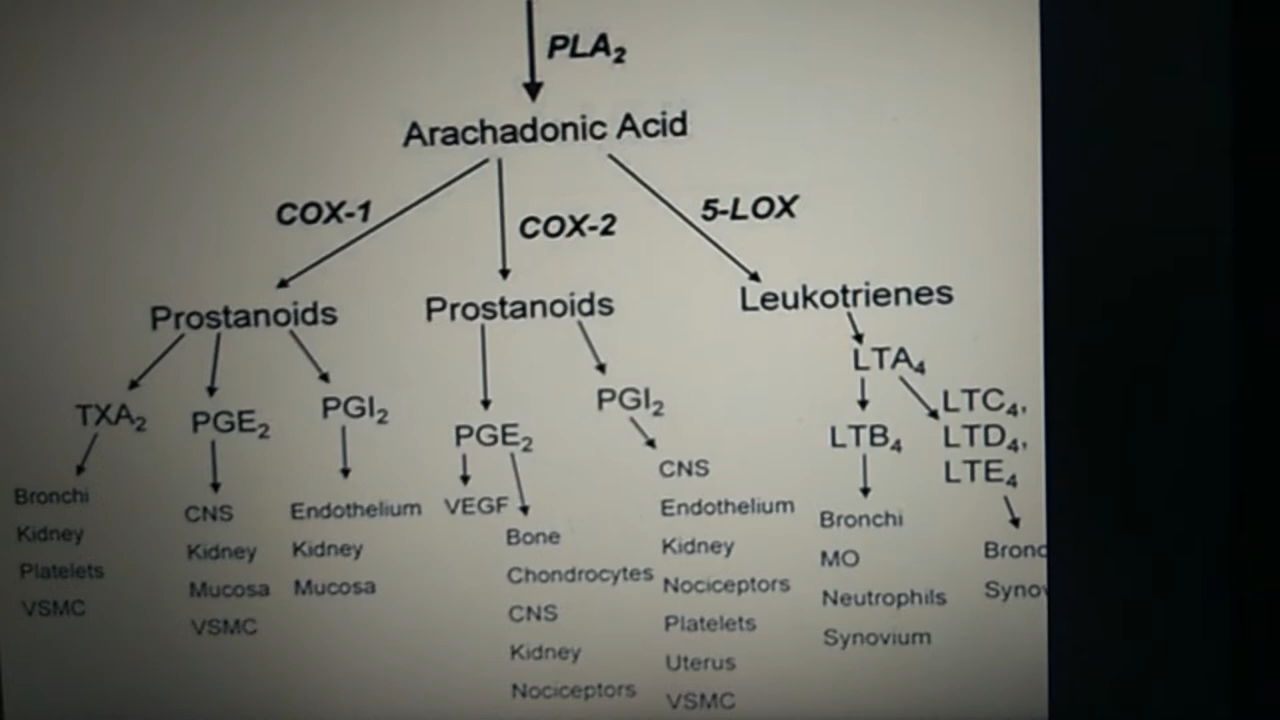 PLA₂
Arachadonic Acid
COX-1
COX-2
5-LOX
Prostanoids
Prostanoids
Leukotrienes
TXA₂
PGE₂
PGI₂
PGE₂
PGI₂
LTA₄
LTB₄
LTC₄,
LTD₄,
LTE₄
Bronchi
Kidney
Platelets
VSMC
CNS
Kidney
Mucosa
VSMC
Endothelium
Kidney
Mucosa
VEGF
Bone
Chondrocytes
CNS
Kidney
Nociceptors
CNS
Endothelium
Kidney
Nociceptors
Platelets
Uterus
VSMC
Bronchi
MO
Neutrophils
Synovium